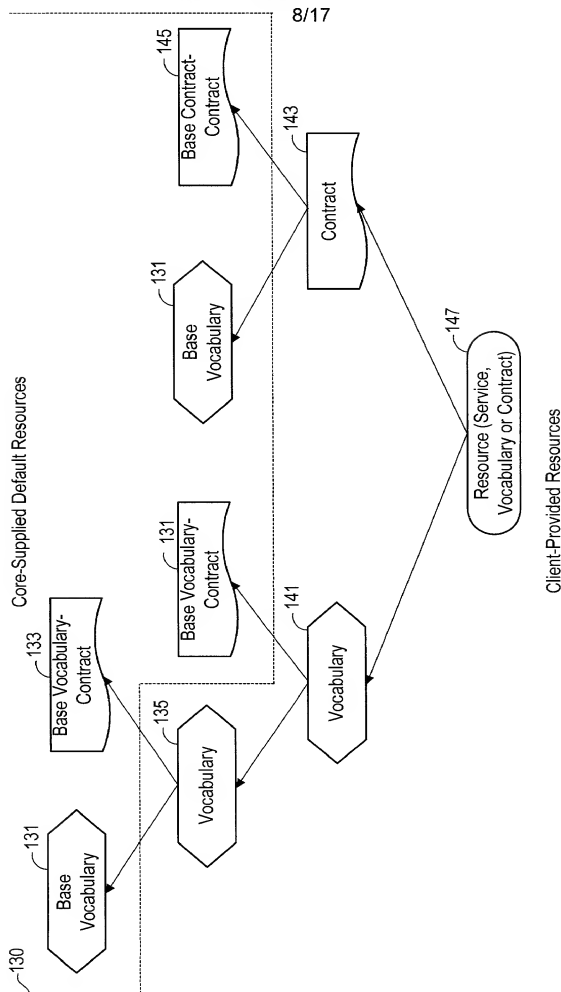 8/17
130
Core-Supplied Default Resources
131
Base
Vocabulary
133
Base Vocabulary-
Contract
135
Vocabulary
131
Base Vocabulary-
Contract
131
Base
Vocabulary
145
Base Contract-
Contract
141
Vocabulary
143
Contract
147
Resource (Service,
Vocabulary or Contract)
Client-Provided Resources